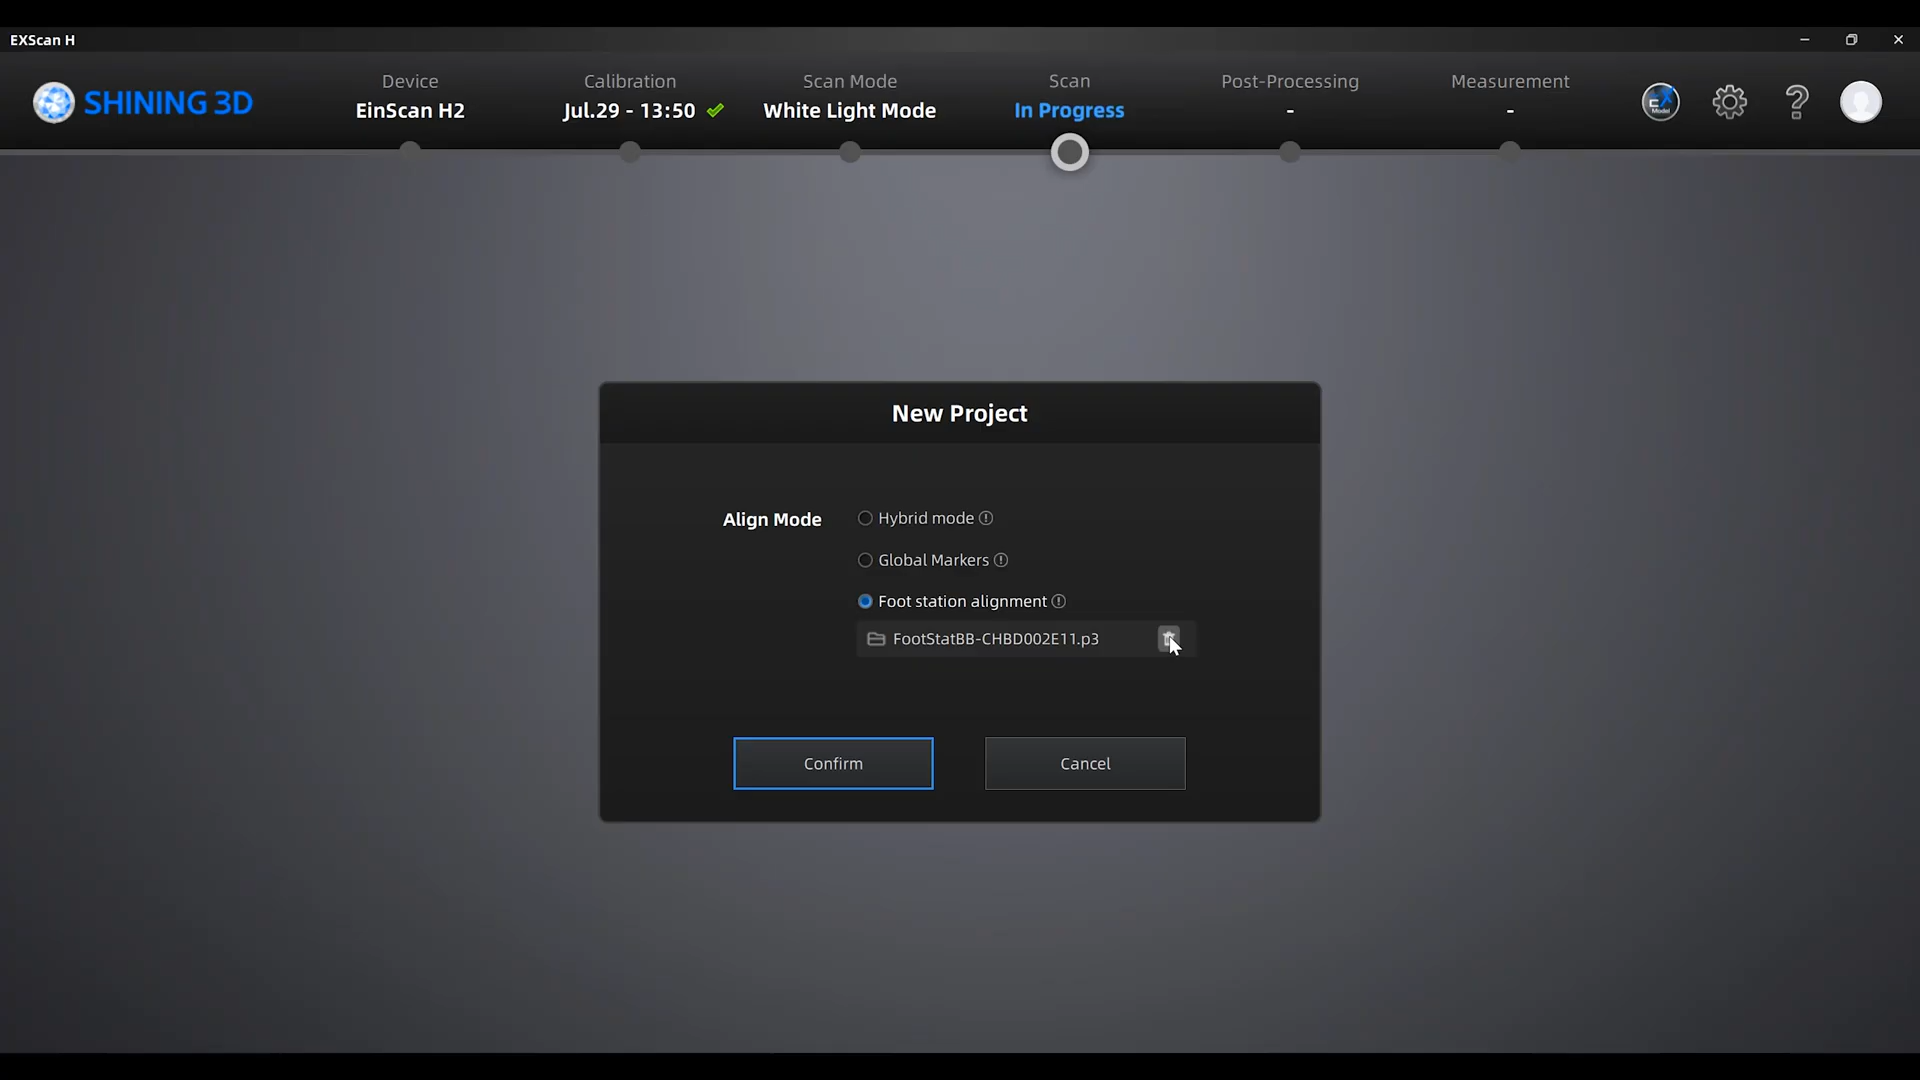 EXScan H
SHINING 3D
Device
EinScan H2
Calibration
Jul.29 - 13:50
Scan Mode
White Light Mode
Scan
In Progress
Post-Processing
-
Measurement
-
New Project
Align Mode
Hybrid mode
Global Markers
Foot station alignment
FootStatBB-CHBD002E11.p3
Confirm
Cancel